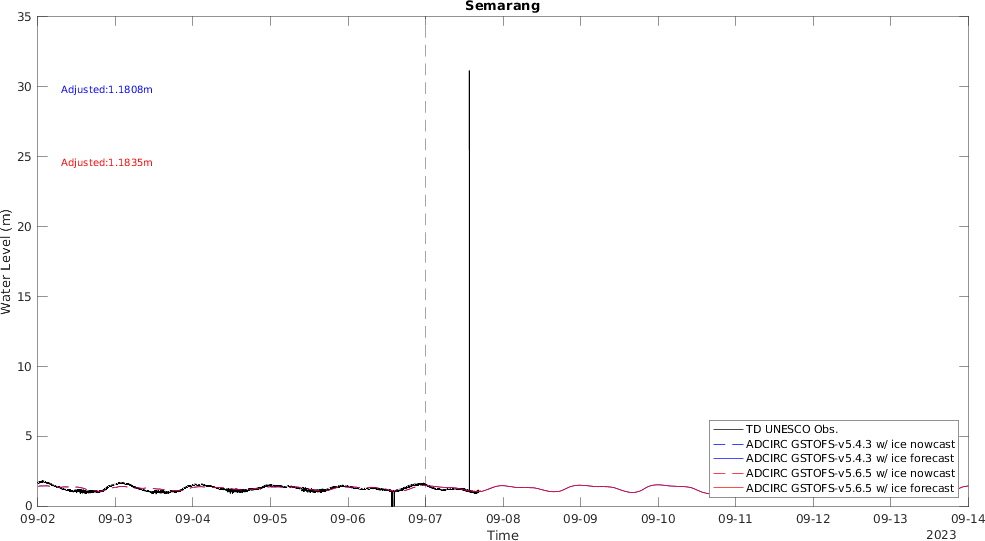 Semarang
35
30
25
20
15
10
5
0
Water Level (m)
Adjusted:1.1808m
Adjusted:1.1835m
TD UNESCO Obs.
ADCIRC GSTOFS-v5.4.3 w/ ice nowcast
ADCIRC GSTOFS-v5.4.3 w/ ice forecast
ADCIRC GSTOFS-v5.6.5 w/ ice nowcast
ADCIRC GSTOFS-v5.6.5 w/ ice forecast
09-02 09-03 09-04 09-05 09-06 09-07 09-08 09-09 09-10 09-11 09-12 09-13 09-14
Time
2023